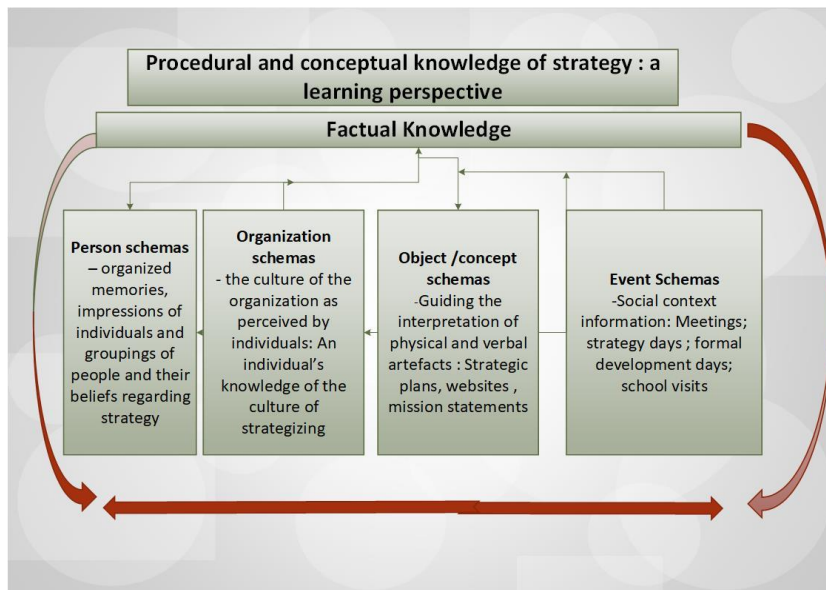 Procedural and conceptual knowledge of strategy : a
learning perspective
Factual Knowledge
Person schemas
– organized
memories,
impressions of
individuals and
groupings of
people and their
beliefs regarding
strategy
Organization
schemas
- the culture of the
organization as
perceived by
individuals: An
individual’s
knowledge of the
culture of
strategizing
Object /concept
schemas
-Guiding the
interpretation of
physical and verbal
artefacts : Strategic
plans, websites ,
mission statements
Event Schemas
-Social context
information: Meetings;
strategy days ; formal
development days;
school visits